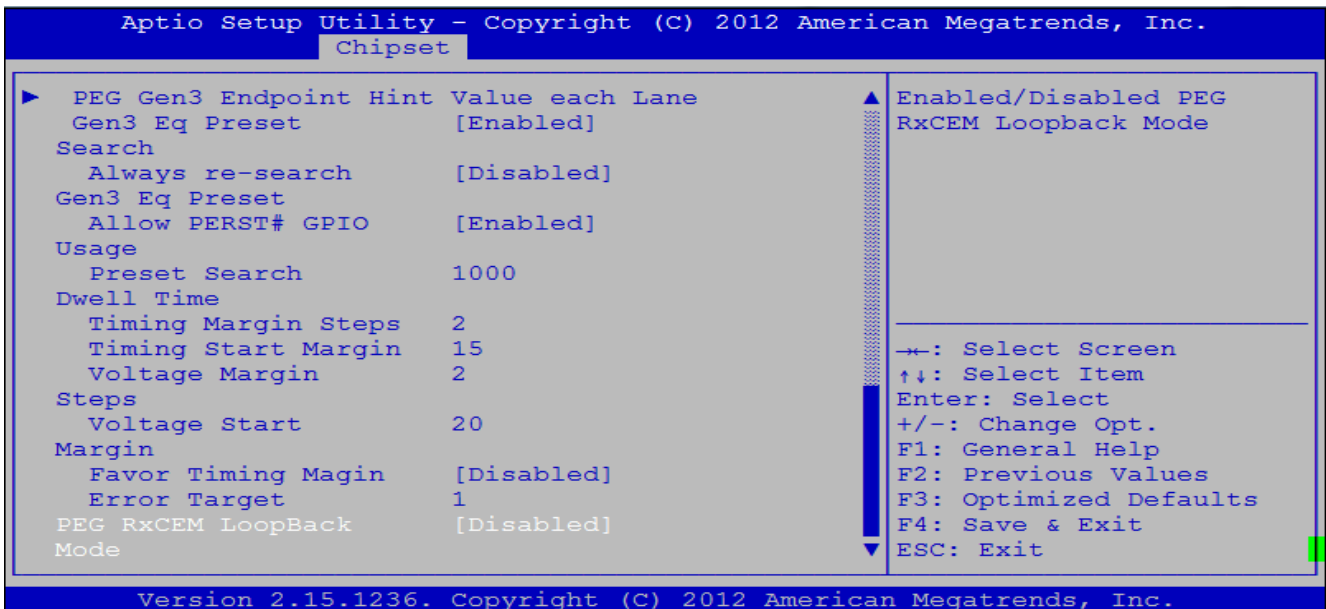 Aptio Setup Utility – Copyright (C) 2012 American Megatrends, Inc.
Chipset
► PEG Gen3 Endpoint Hint Value each Lane
Gen3 Eq Preset [Enabled]
Search
Always re-search [Disabled]
Gen3 Eq Preset
Allow PERST# GPIO [Enabled]
Usage
Preset Search 1000
Dwell Time
Timing Margin Steps 2
Timing Start Margin 15
Voltage Margin 2
Steps
Voltage Start 20
Margin
Favor Timing Magin [Disabled]
Error Target 1
PEG RxCEM LoopBack [Disabled]
Mode
▲
▼
Enabled/Disabled PEG
RxCEM Loopback Mode
→←: Select Screen
↑↓: Select Item
Enter: Select
+/-: Change Opt.
F1: General Help
F2: Previous Values
F3: Optimized Defaults
F4: Save & Exit
ESC: Exit
Version 2.15.1236. Copyright (C) 2012 American Megatrends, Inc.